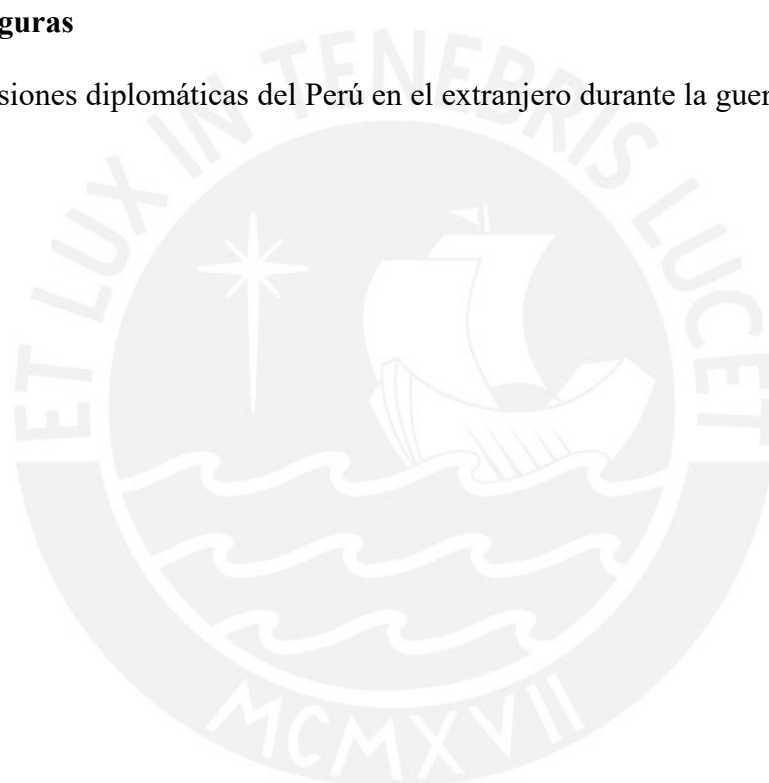 guras
siones diplomáticas del Perú en el extranjero durante la guer
ET LUX IN TENEBRIS LUCET
MCMXVII